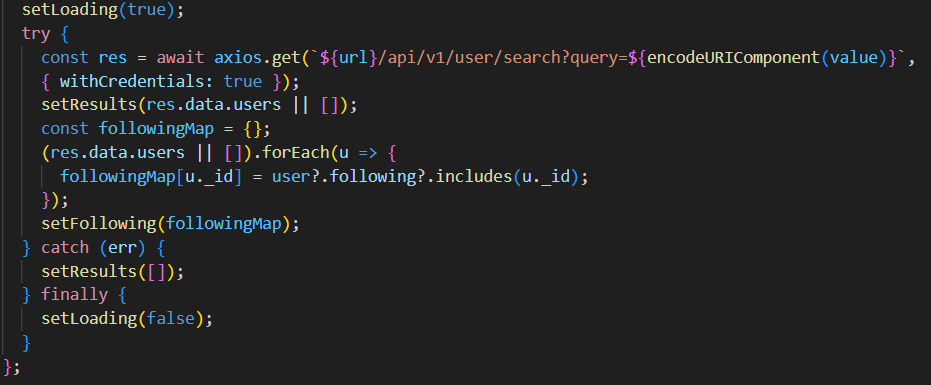 setLoading(true);
try {
const res = await axios.get(`${url}/api/v1/user/search?query=${encodeURIComponent(value)}`,
{ withCredentials: true });
setResults(res.data.users || []);
const followingMap = {};
(res.data.users || []).forEach(u => {
followingMap[u._id] = user?.following?.includes(u._id);
});
setFollowing(followingMap);
} catch (err) {
setResults([]);
} finally {
setLoading(false);
}
};